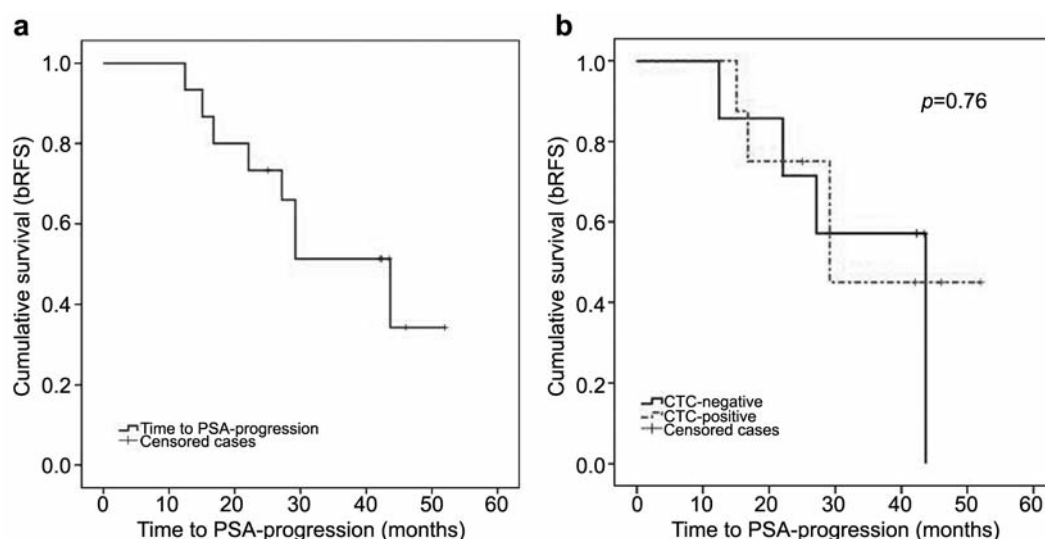 a
1.0
0.8
0.6
0.4
0.2
0.0
Cumulative survival (bRFS)
Time to PSA-progression
Censored cases
0 10 20 30 40 50 60
Time to PSA-progression (months)
b
p=0.76
1.0
0.8
0.6
0.4
0.2
0.0
Cumulative survival (bRFS)
CTC-negative
CTC-positive
Censored cases
0 10 20 30 40 50 60
Time to PSA-progression (months)